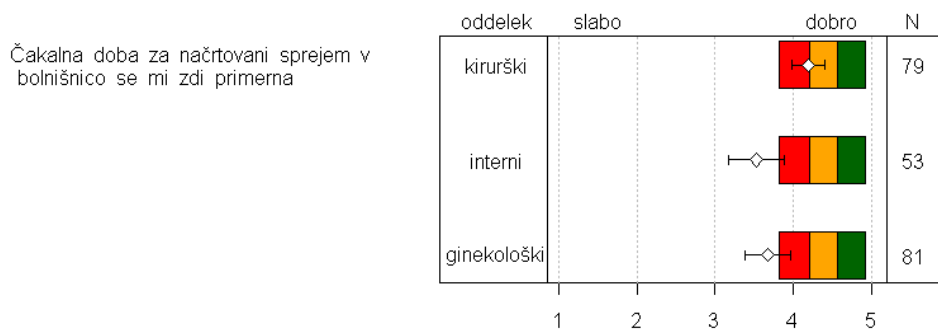 oddelek slabo dobro N
Čakalna doba za načrtovani sprejem v
bolnišnico se mi zdi primerna
kirurški 79
interni 53
ginekološki 81
1 2 3 4 5